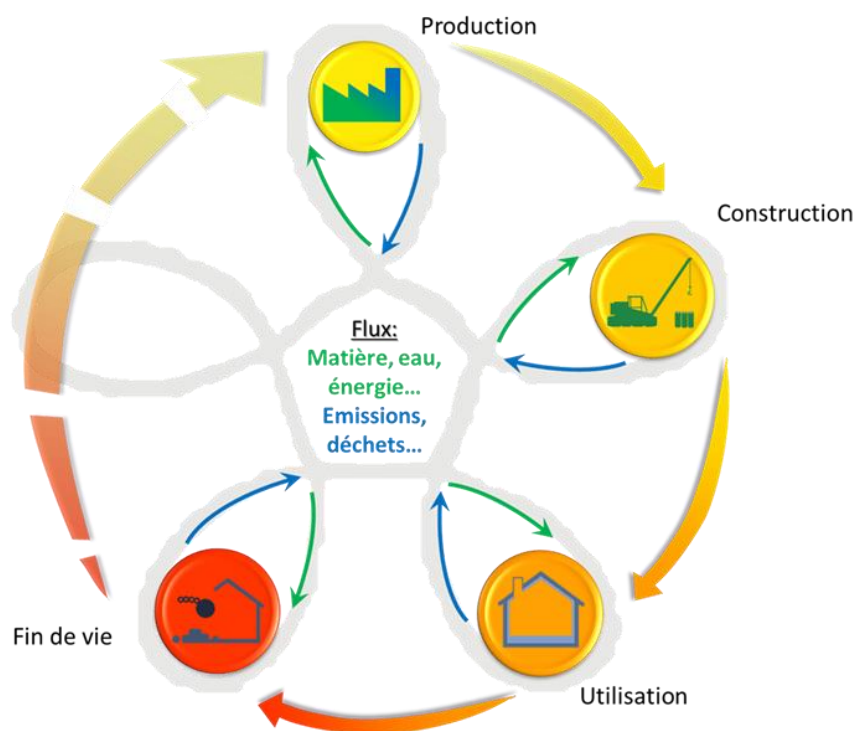 Production
Construction
Flux:
Matière, eau,
énergie…
Emissions,
déchets…
Fin de vie
Utilisation